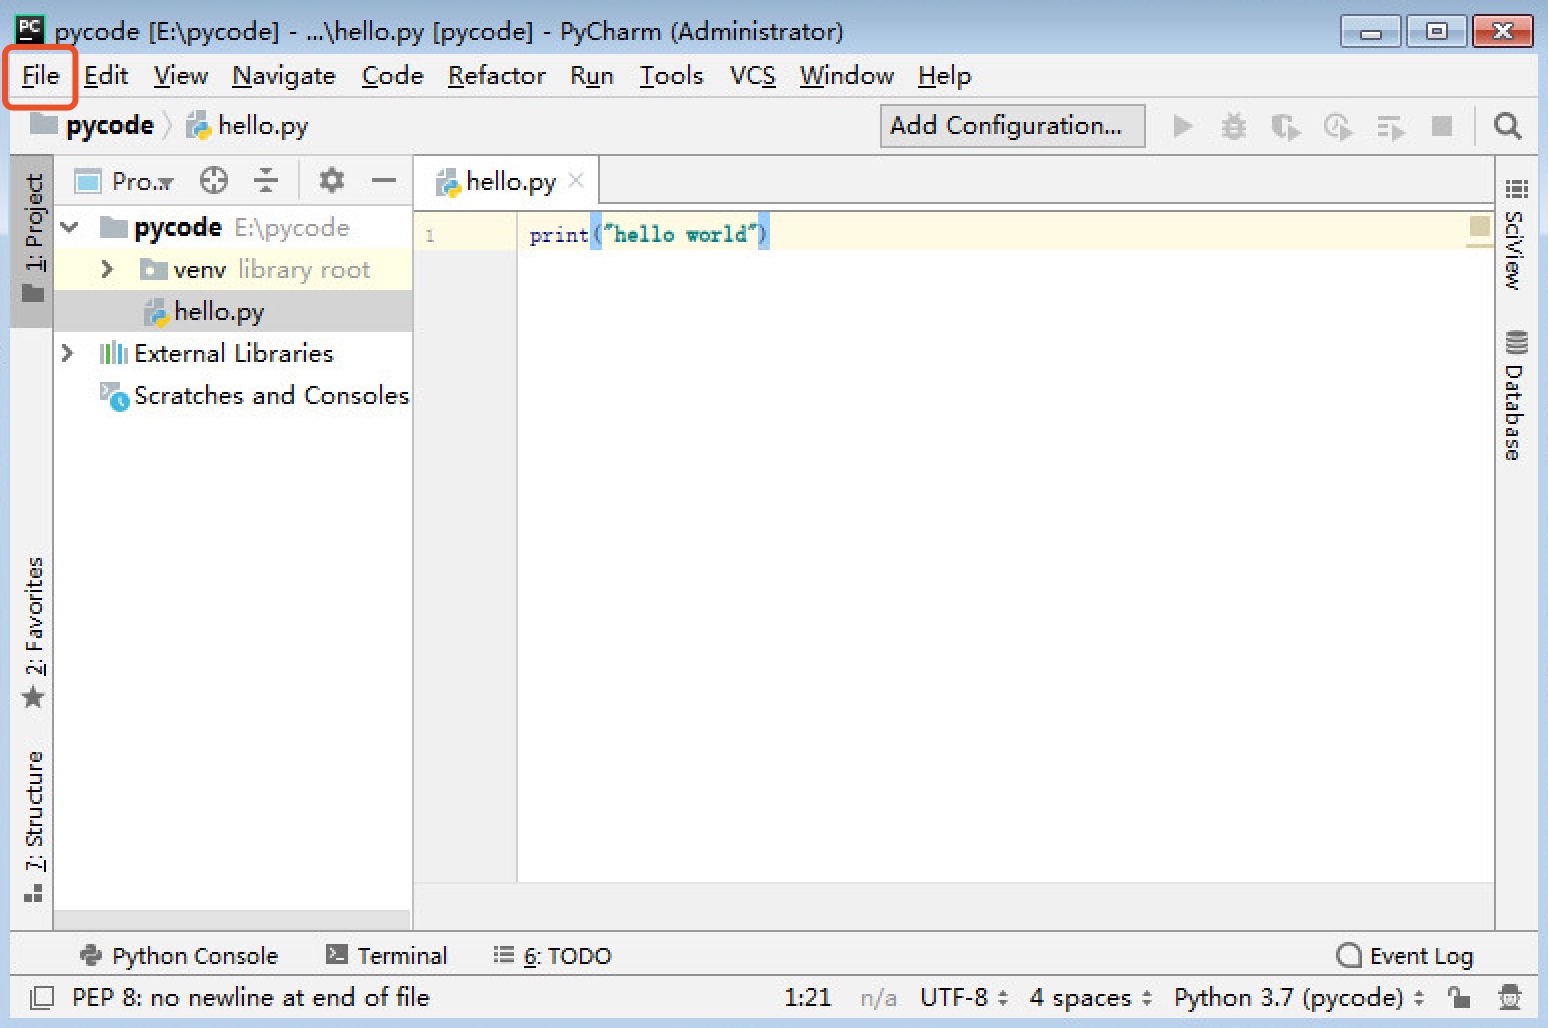 PC pycode [E:\pycode] - ...\hello.py [pycode] - PyCharm (Administrator)
File Edit View Navigate Code Refactor Run Tools VCS Window Help
pycode hello.py Add Configuration...
1: Project
Pro...
hello.py
pycode E:\pycode
venv library root
hello.py
External Libraries
Scratches and Consoles
1 print("hello world")
SciView
Database
2: Favorites
7: Structure
Python Console Terminal 6: TODO Event Log
PEP 8: no newline at end of file 1:21 n/a UTF-8 4 spaces Python 3.7 (pycode)